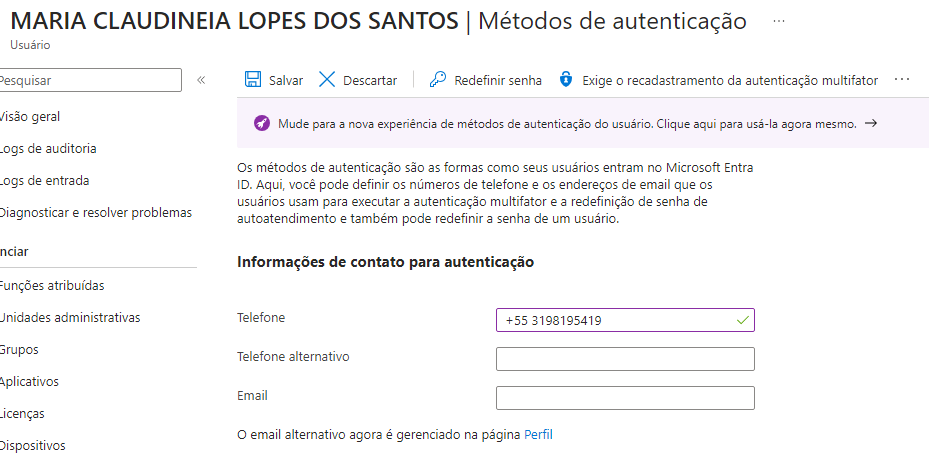 MARIA CLAUDINEIA LOPES DOS SANTOS | Métodos de autenticação ...
Usuário
Pesquisar
«
Salvar
Descartar
Redefinir senha
Exige o recadastramento da autenticação multifator
...
Visão geral
Logs de auditoria
Logs de entrada
Diagnosticar e resolver problemas
nciar
Funções atribuídas
Unidades administrativas
Grupos
Aplicativos
Licenças
Dispositivos
Mude para a nova experiência de métodos de autenticação do usuário. Clique aqui para usá-la agora mesmo. →
Os métodos de autenticação são as formas como seus usuários entram no Microsoft Entra
ID. Aqui, você pode definir os números de telefone e os endereços de email que os
usuários usam para executar a autenticação multifator e a redefinição de senha de
autoatendimento e também pode redefinir a senha de um usuário.
Informações de contato para autenticação
Telefone
+55 3198195419
Telefone alternativo
Email
O email alternativo agora é gerenciado na página Perfil